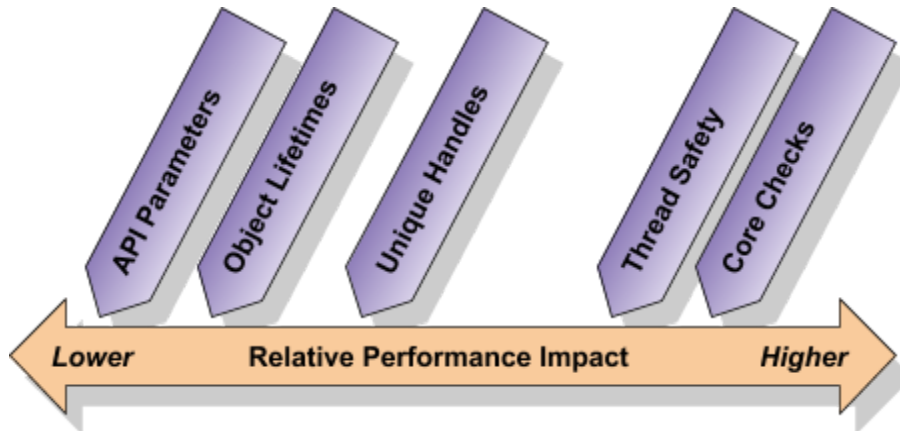 API Parameters
Object Lifetimes
Unique Handles
Thread Safety
Core Checks
Lower
Relative Performance Impact
Higher